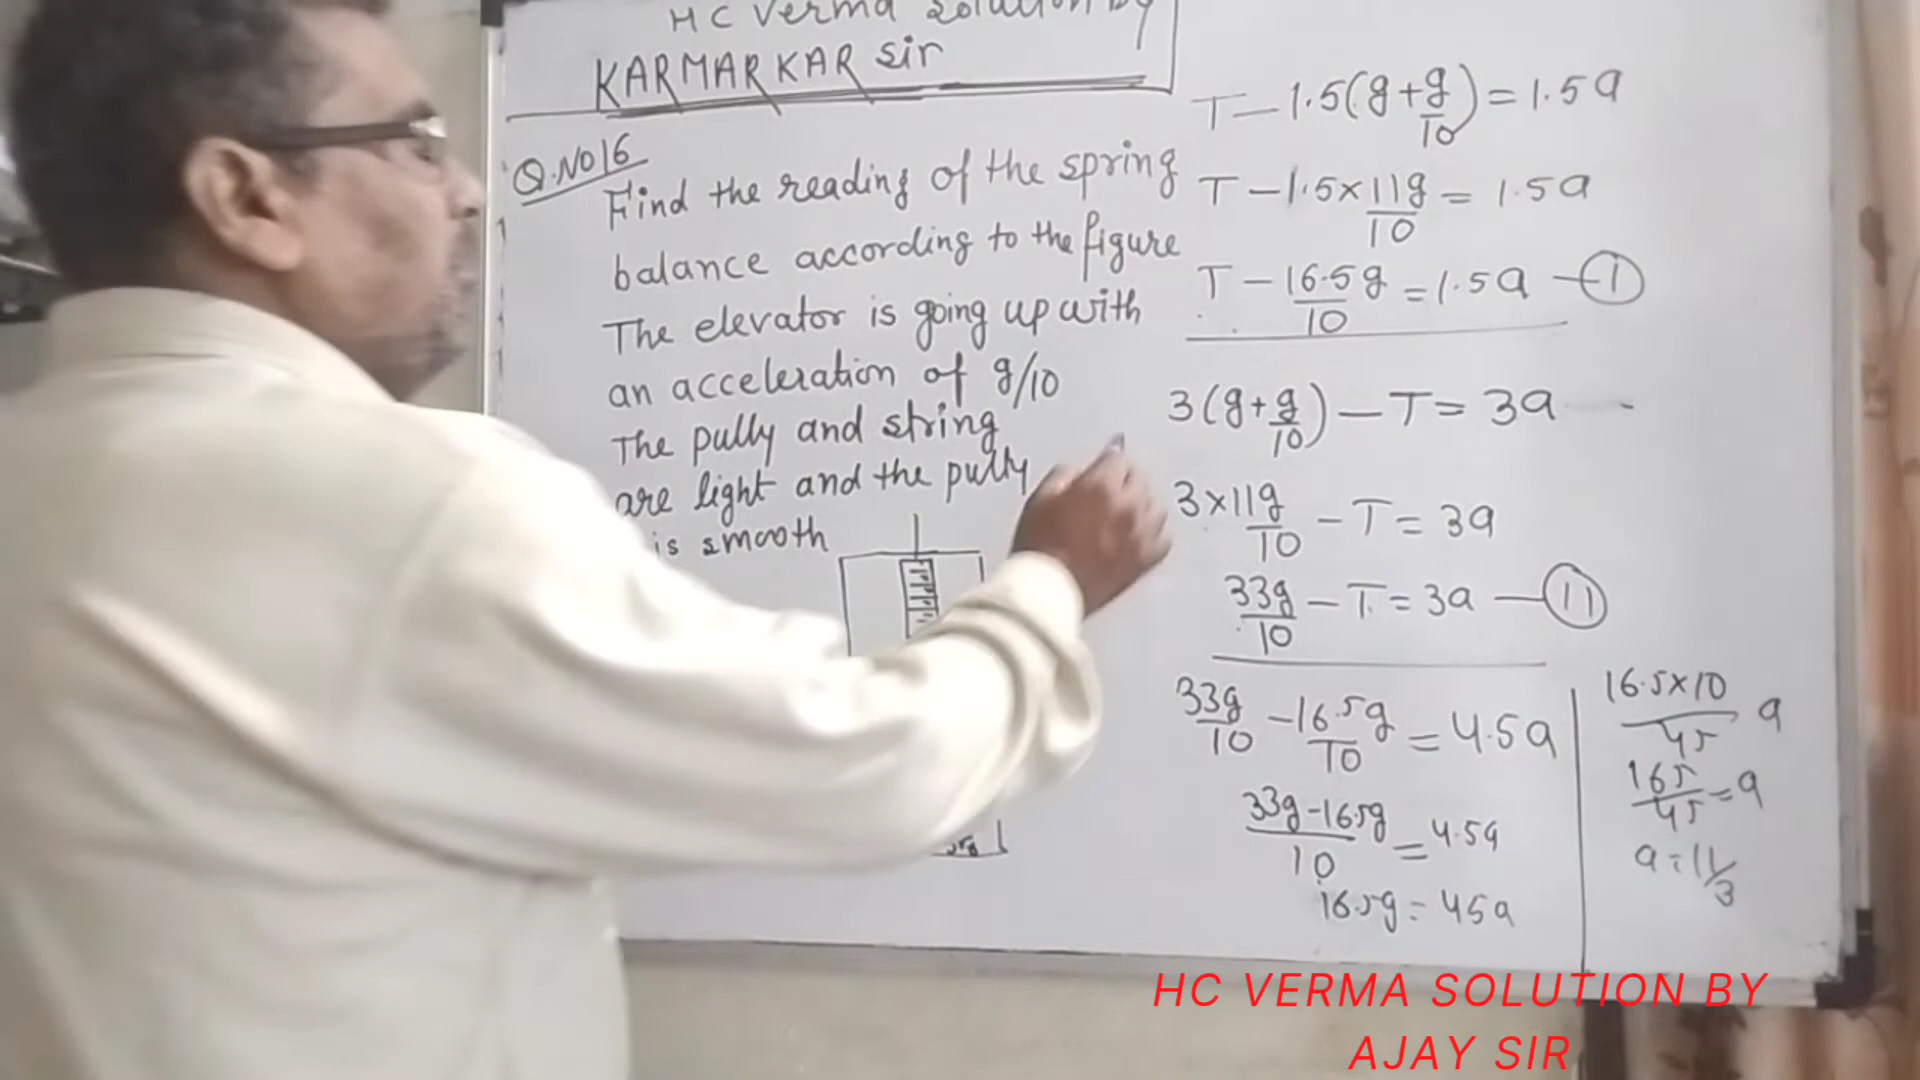 HC Verma Solution By
KARMARKAR Sir
Q.NO16
Find the reading of the spring
balance according to the figure
The elevator is going up with
an acceleration of g/10
The pully and string
are light and the pully
is smooth
T - 1.5(g+g/10) = 1.5a
T - 1.5×11g/10 = 1.5a
T - 16.5g/10 = 1.5a - (1)
3(g+g/10) - T = 3a
3×11g/10 - T = 3a
33g/10 - T = 3a - (11)
33g/10 - 16.5g/10 = 4.5a
33g-16.5g/10 = 4.5a
16.5g = 45a
16.5×10/45 a
165/45 = a
a = 11/3
HC VERMA SOLUTION BY
AJAY SIR